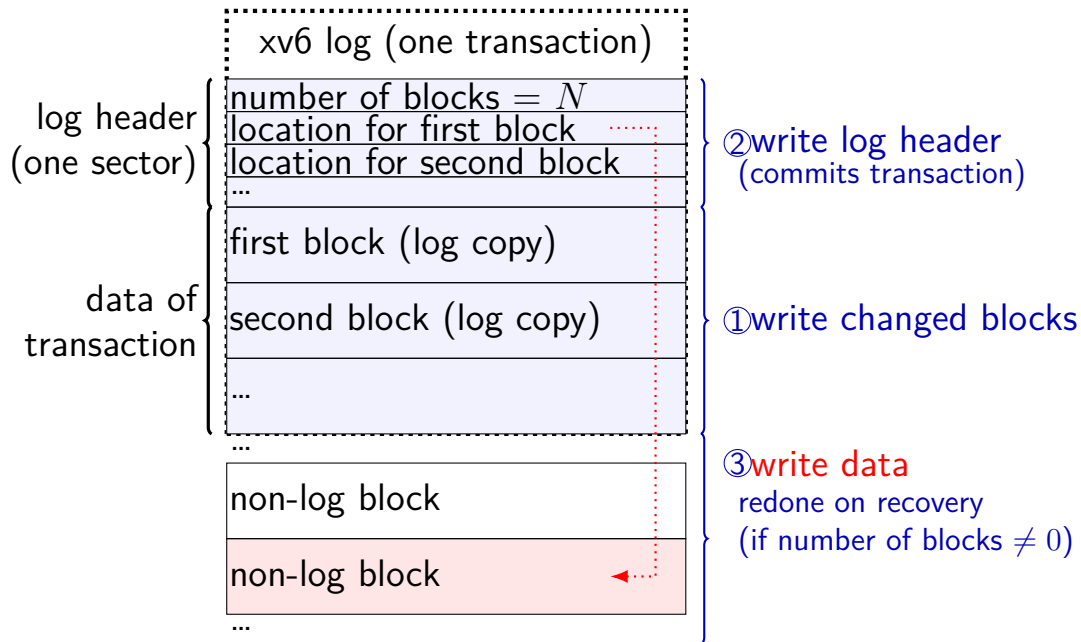 xv6 log (one transaction)
log header
(one sector)
number of blocks = N
location for first block
location for second block
...
②write log header
(commits transaction)
data of
transaction
first block (log copy)
second block (log copy)
...
①write changed blocks
...
non-log block
non-log block
...
③write data
redone on recovery
(if number of blocks ≠ 0)